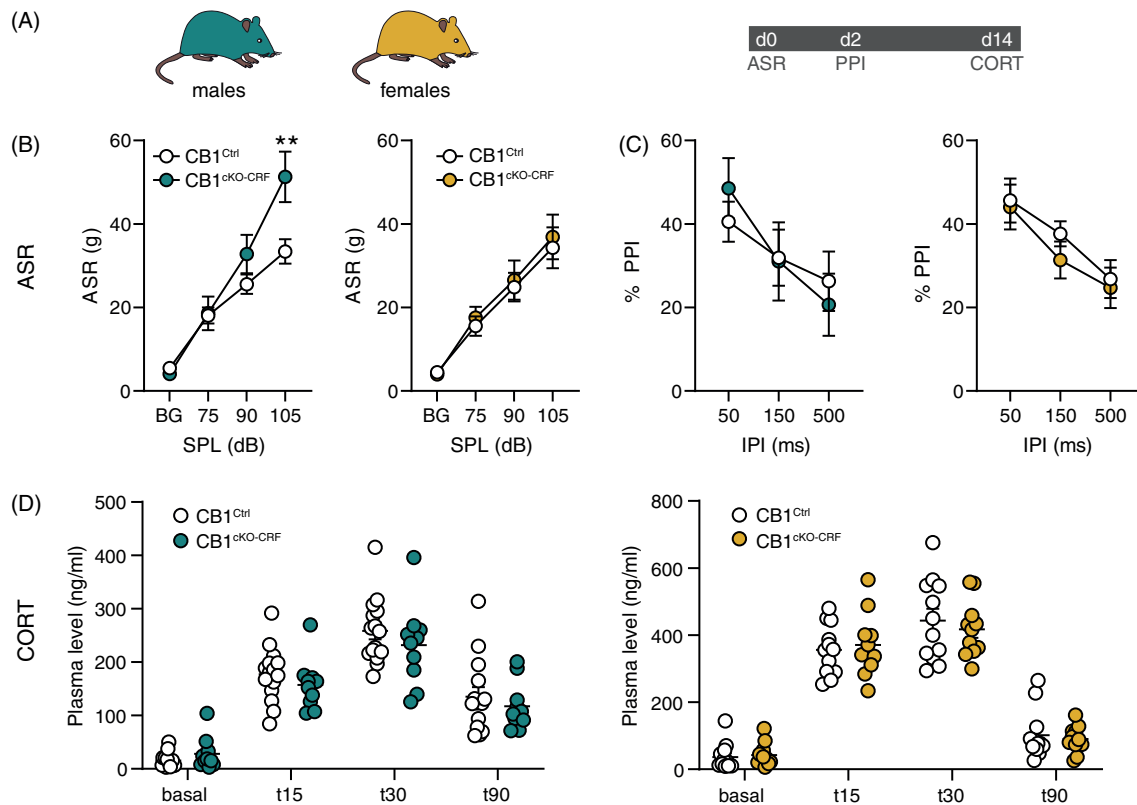 (A)
males
females
d0 d2 d14
ASR PPI CORT
(B)
ASR
60
40
20
0
ASR (g)
CB1Ctrl
CB1cKO-CRF
**
BG 75 90 105
SPL (dB)
60
40
20
0
ASR (g)
CB1Ctrl
CB1cKO-CRF
BG 75 90 105
SPL (dB)
(C)
60
40
20
0
% PPI
50 150 500
IPI (ms)
60
40
20
0
% PPI
50 150 500
IPI (ms)
(D)
CORT
500
400
300
200
100
0
Plasma level (ng/ml)
CB1Ctrl
CB1cKO-CRF
basal t15 t30 t90
800
600
400
200
0
Plasma level (ng/ml)
CB1Ctrl
CB1cKO-CRF
basal t15 t30 t90